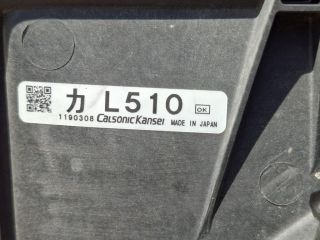 カ L510 OK
1190308 CalsonicKansei MADE IN JAPAN